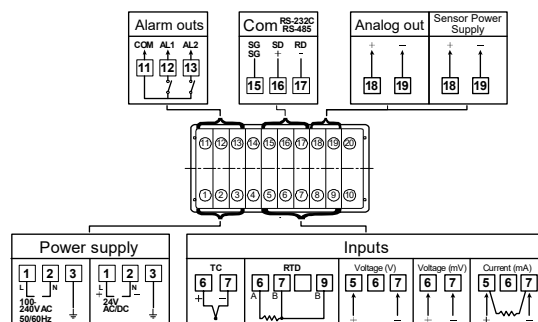 Alarm outs
COM AL1 AL2
11 12 13
Com RS-232C
RS-485
SG SD RD
SG + -
15 16 17
Analog out
+ −
18 19
Sensor Power
Supply
+ −
18 19
11 12 13 14 15 16 17 18 19 20
1 2 3 4 5 6 7 8 9 10
Power supply
1 2 3
L N
100-
240V AC
50/60Hz
1 2 3
L N
+ −
24V
AC/DC
Inputs
TC
6 7
+ −
RTD
6 7 9
A B B
Voltage (V)
5 6 7
+ −
Voltage (mV)
6 7
+ −
Current (mA)
5 6 7
+ −